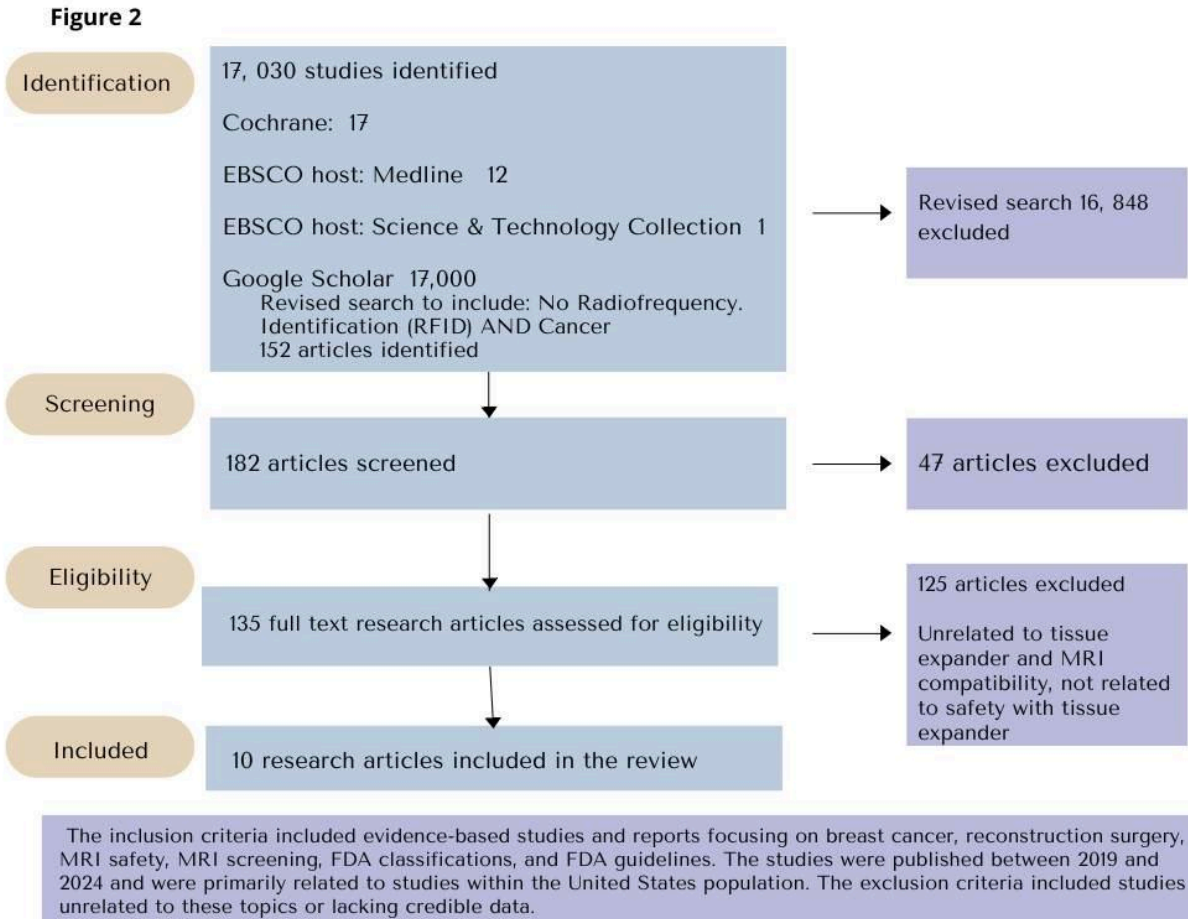 Figure 2
Identification
17, 030 studies identified
Cochrane: 17
EBSCO host: Medline 12
EBSCO host: Science & Technology Collection 1
Google Scholar 17,000
Revised search to include: No Radiofrequency.
Identification (RFID) AND Cancer
152 articles identified
Revised search 16, 848
excluded
Screening
182 articles screened
47 articles excluded
Eligibility
135 full text research articles assessed for eligibility
125 articles excluded
Unrelated to tissue
expander and MRI
compatibility, not related
to safety with tissue
expander
Included
10 research articles included in the review
The inclusion criteria included evidence-based studies and reports focusing on breast cancer, reconstruction surgery,
MRI safety, MRI screening, FDA classifications, and FDA guidelines. The studies were published between 2019 and
2024 and were primarily related to studies within the United States population. The exclusion criteria included studies
unrelated to these topics or lacking credible data.